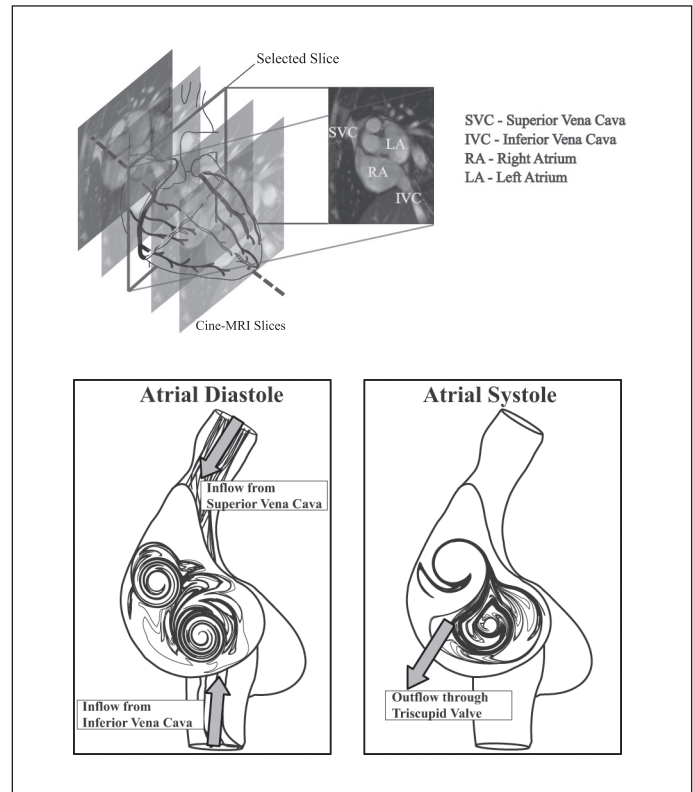 Selected Slice
SVC
LA
RA
IVC
SVC - Superior Vena Cava
IVC - Inferior Vena Cava
RA - Right Atrium
LA - Left Atrium
Cine-MRI Slices
Atrial Diastole
Inflow from
Superior Vena Cava
Inflow from
Inferior Vena Cava
Atrial Systole
Outflow through
Triscupid Valve